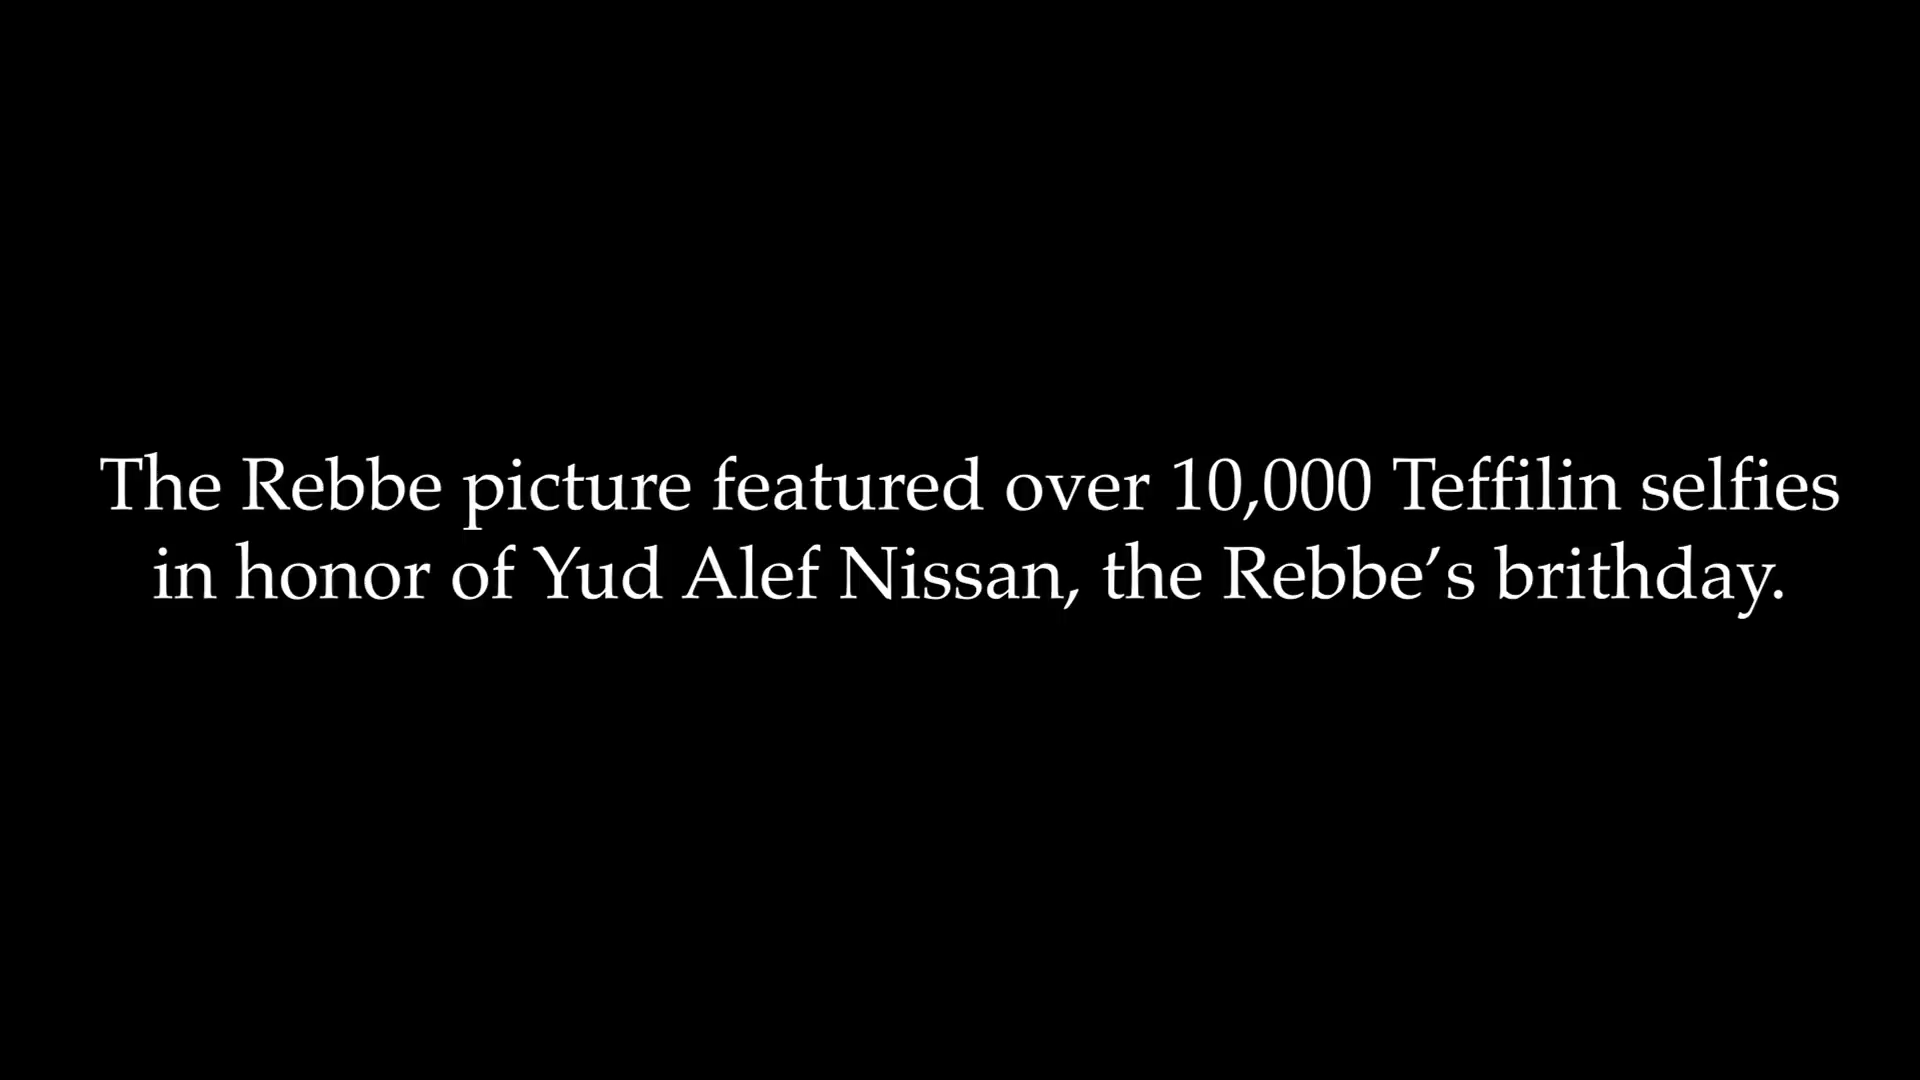 The Rebbe picture featured over 10,000 Teffilin selfies
in honor of Yud Alef Nissan, the Rebbe’s brithday.